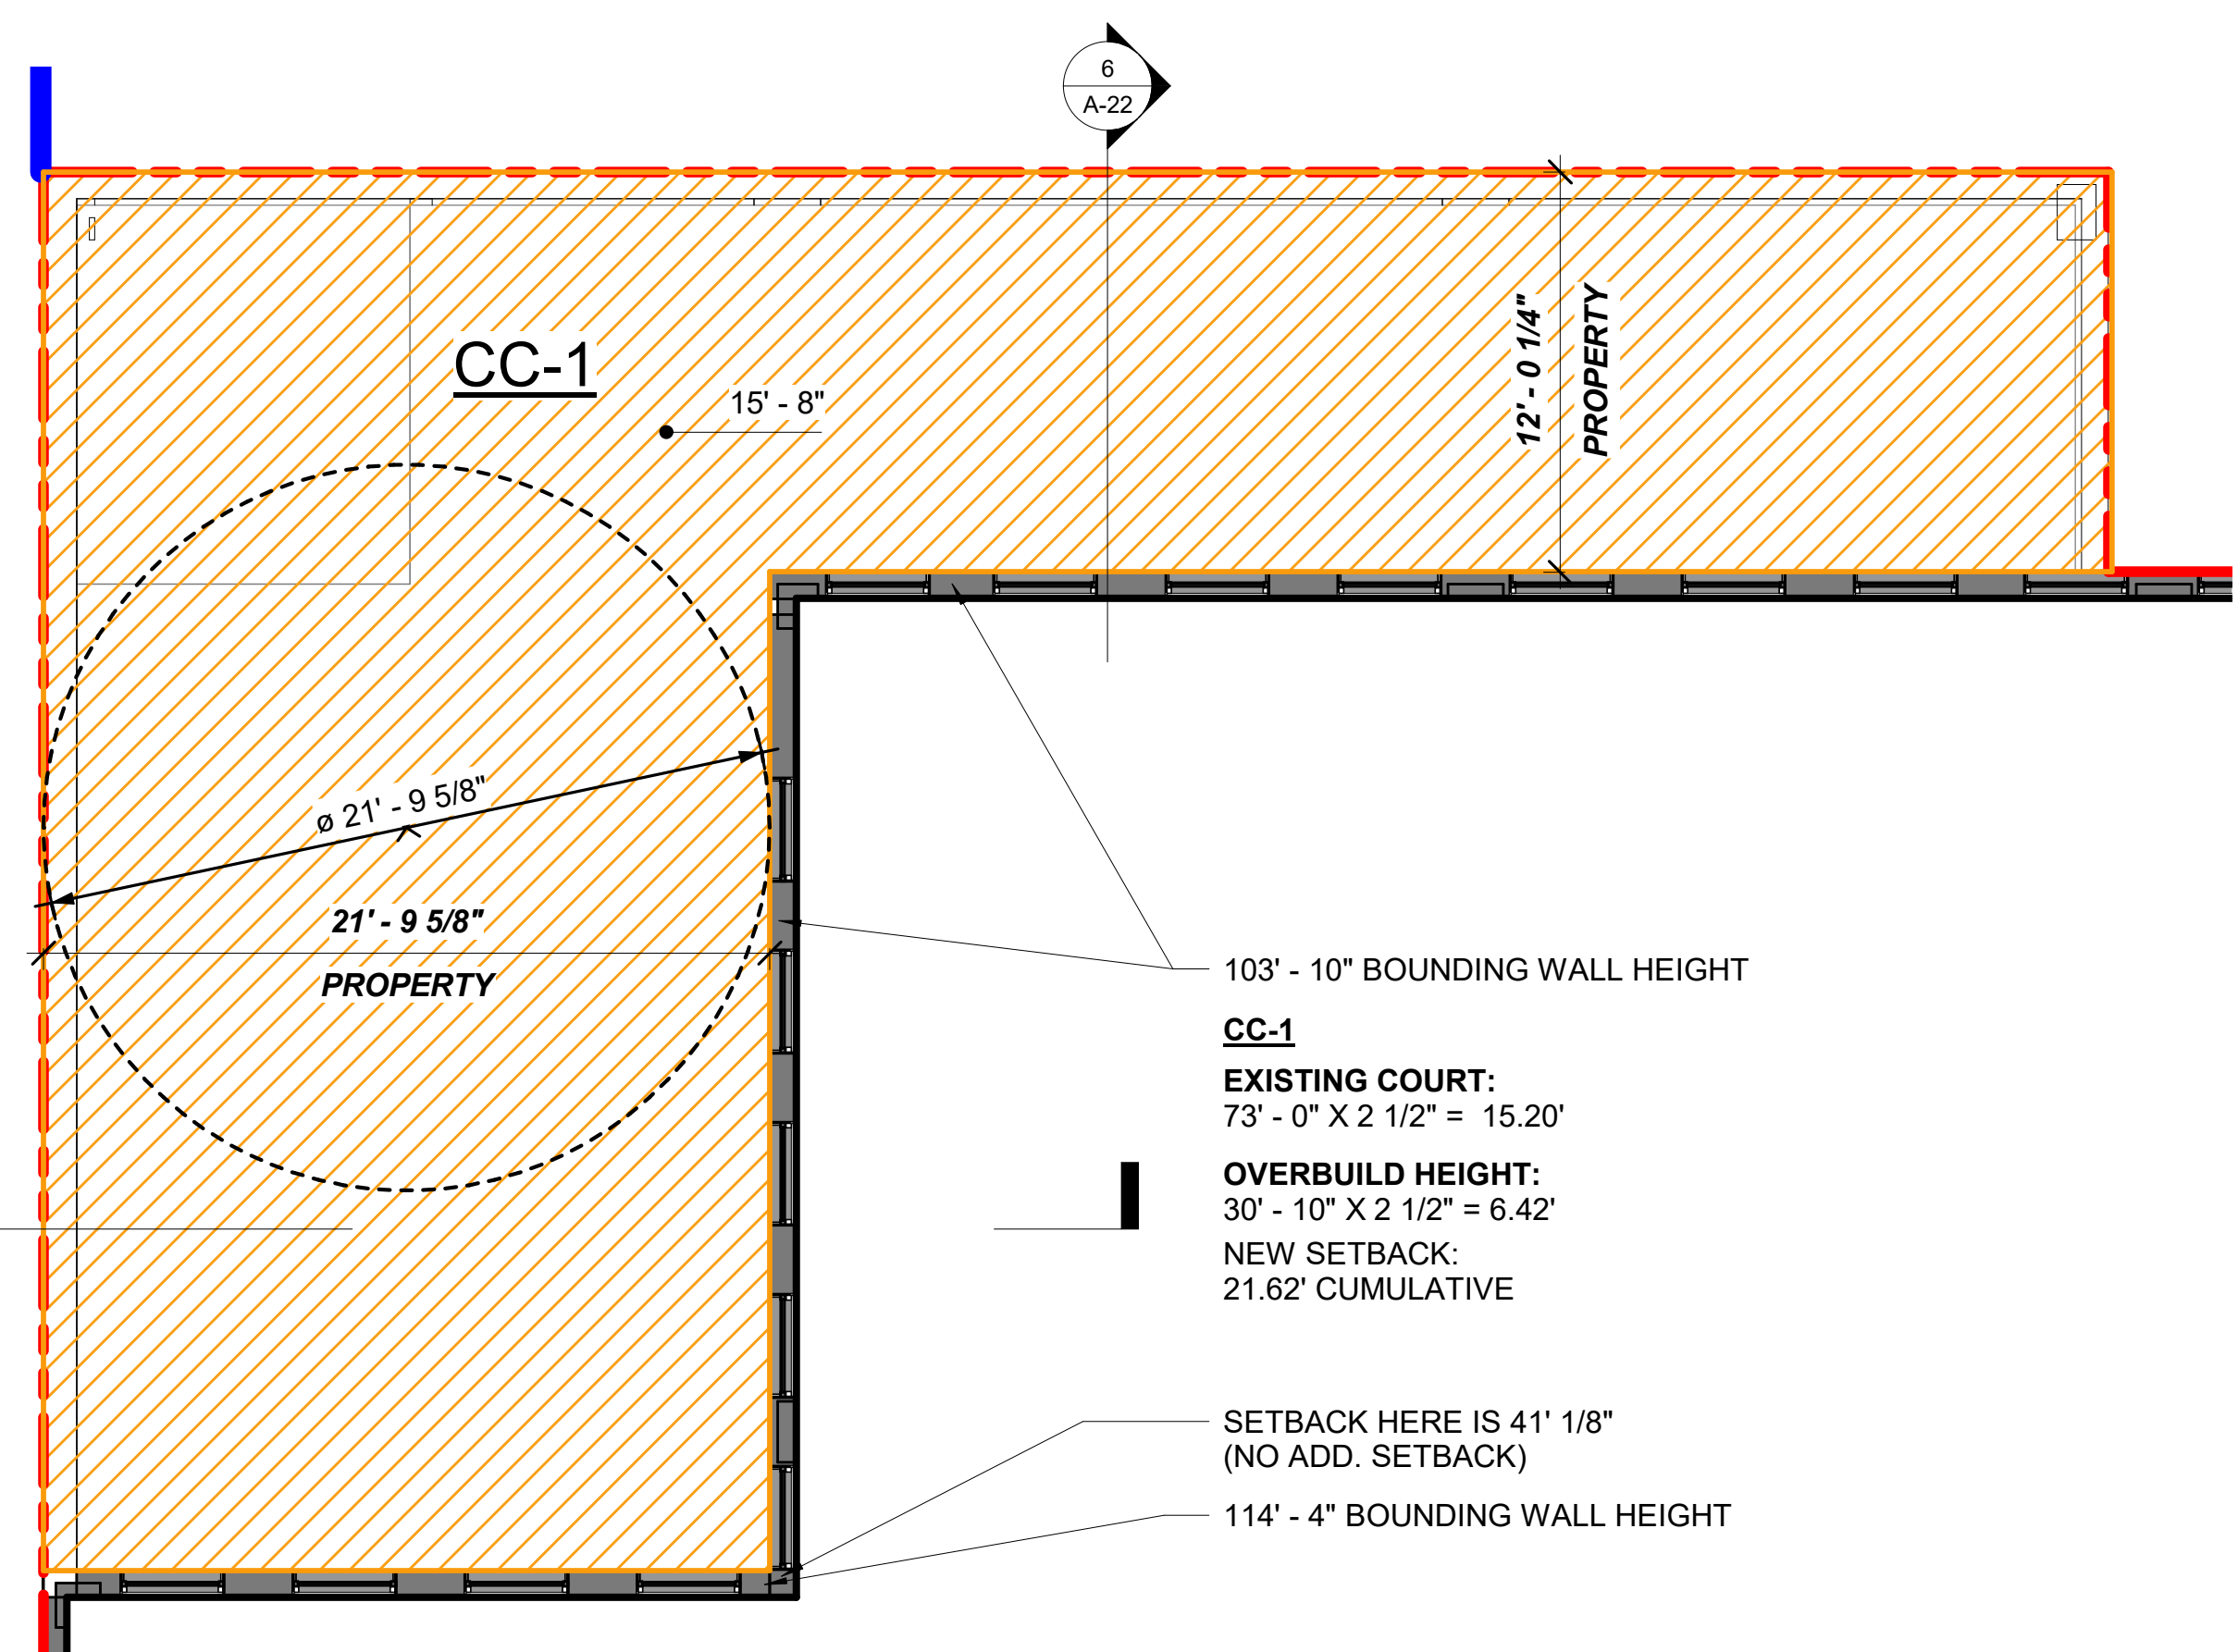 6
A-22
CC-1
15' - 8"
12' - 0 1/4"
PROPERTY
ø 21' - 9 5/8"
21' - 9 5/8"
PROPERTY
103' - 10" BOUNDING WALL HEIGHT
CC-1
EXISTING COURT:
73' - 0" X 2 1/2" = 15.20'
OVERBUILD HEIGHT:
30' - 10" X 2 1/2" = 6.42'
NEW SETBACK:
21.62' CUMULATIVE
SETBACK HERE IS 41' 1/8"
(NO ADD. SETBACK)
114' - 4" BOUNDING WALL HEIGHT